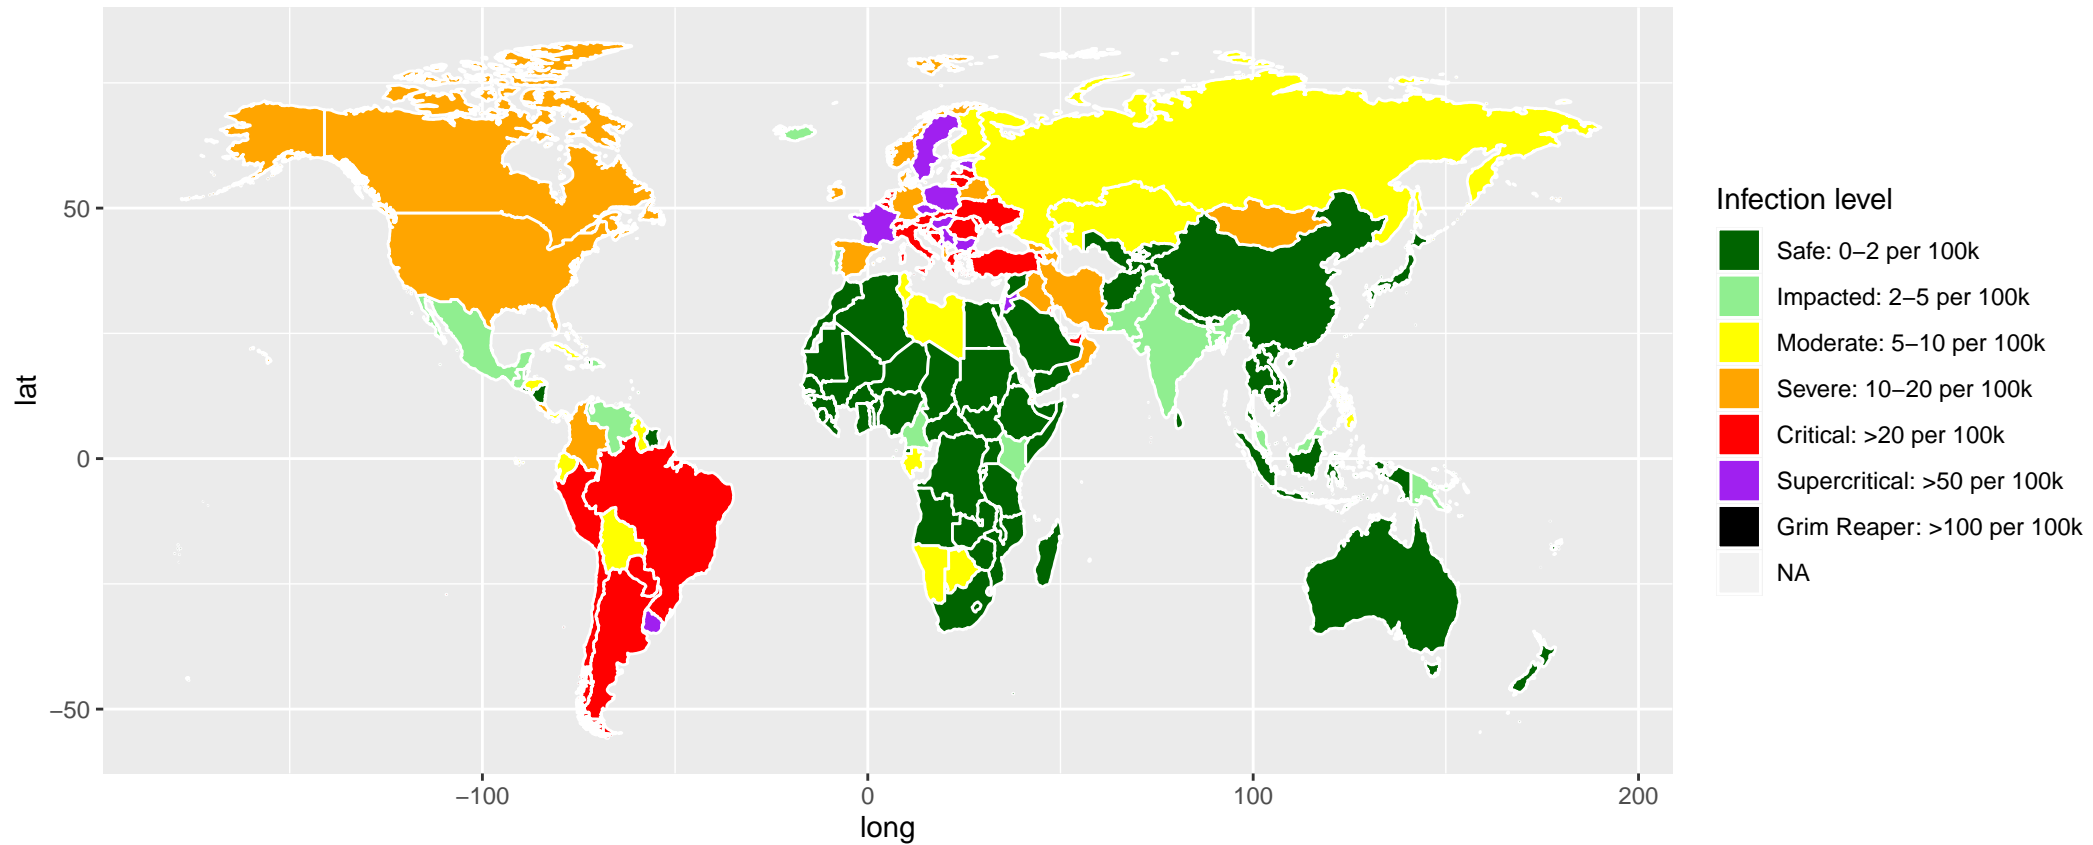 50
0
−50
lat
−100
0
100
200
long
Infection level
Safe: 0−2 per 100k
Impacted: 2−5 per 100k
Moderate: 5−10 per 100k
Severe: 10−20 per 100k
Critical: >20 per 100k
Supercritical: >50 per 100k
Grim Reaper: >100 per 100k
NA